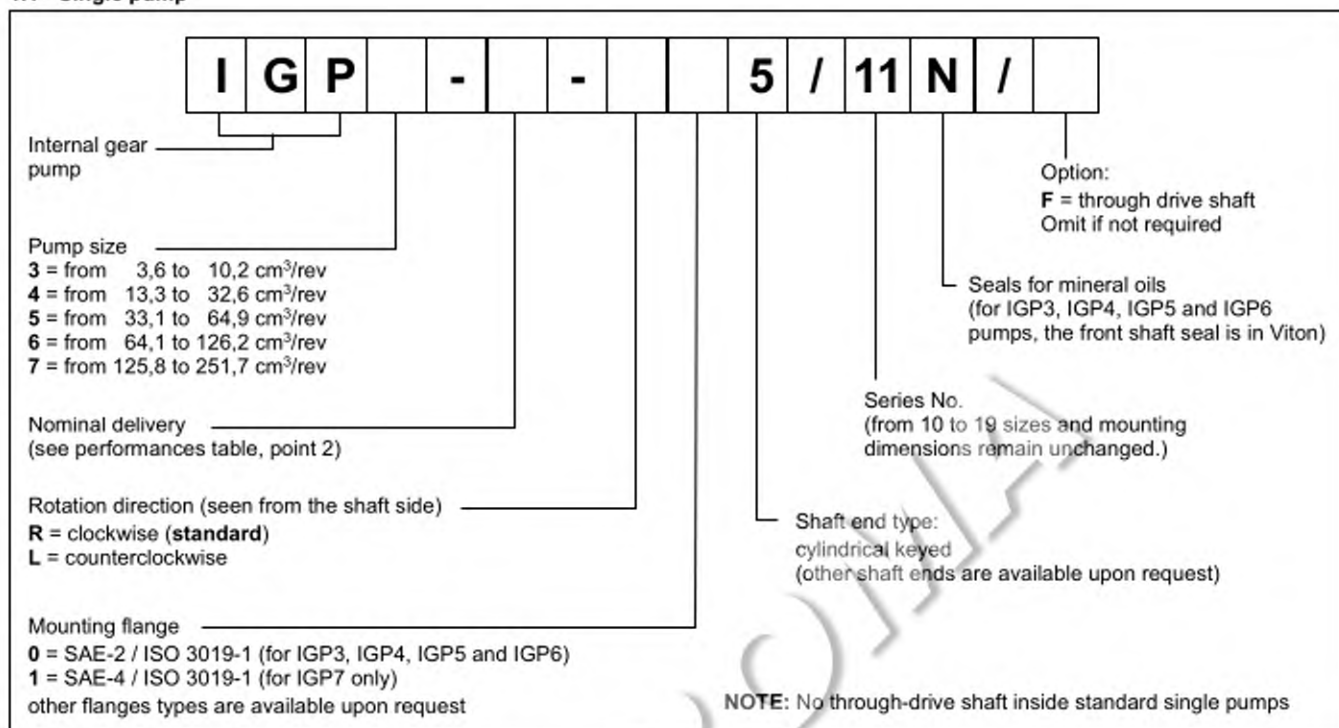 IGP - - 5 / 11 N /
Internal gear
pump
Pump size
3 = from 3,6 to 10,2 cm³/rev
4 = from 13,3 to 32,6 cm³/rev
5 = from 33,1 to 64,9 cm³/rev
6 = from 64,1 to 126,2 cm³/rev
7 = from 125,8 to 251,7 cm³/rev
Nominal delivery
(see performances table, point 2)
Rotation direction (seen from the shaft side)
R = clockwise (standard)
L = counterclockwise
Mounting flange
0 = SAE-2 / ISO 3019-1 (for IGP3, IGP4, IGP5 and IGP6)
1 = SAE-4 / ISO 3019-1 (for IGP7 only)
other flanges types are available upon request
Option:
F = through drive shaft
Omit if not required
Seals for mineral oils
(for IGP3, IGP4, IGP5 and IGP6
pumps, the front shaft seal is in Viton)
Series No.
(from 10 to 19 sizes and mounting
dimensions remain unchanged.)
Shaft end type:
cylindrical keyed
(other shaft ends are available upon request)
NOTE: No through-drive shaft inside standard single pumps